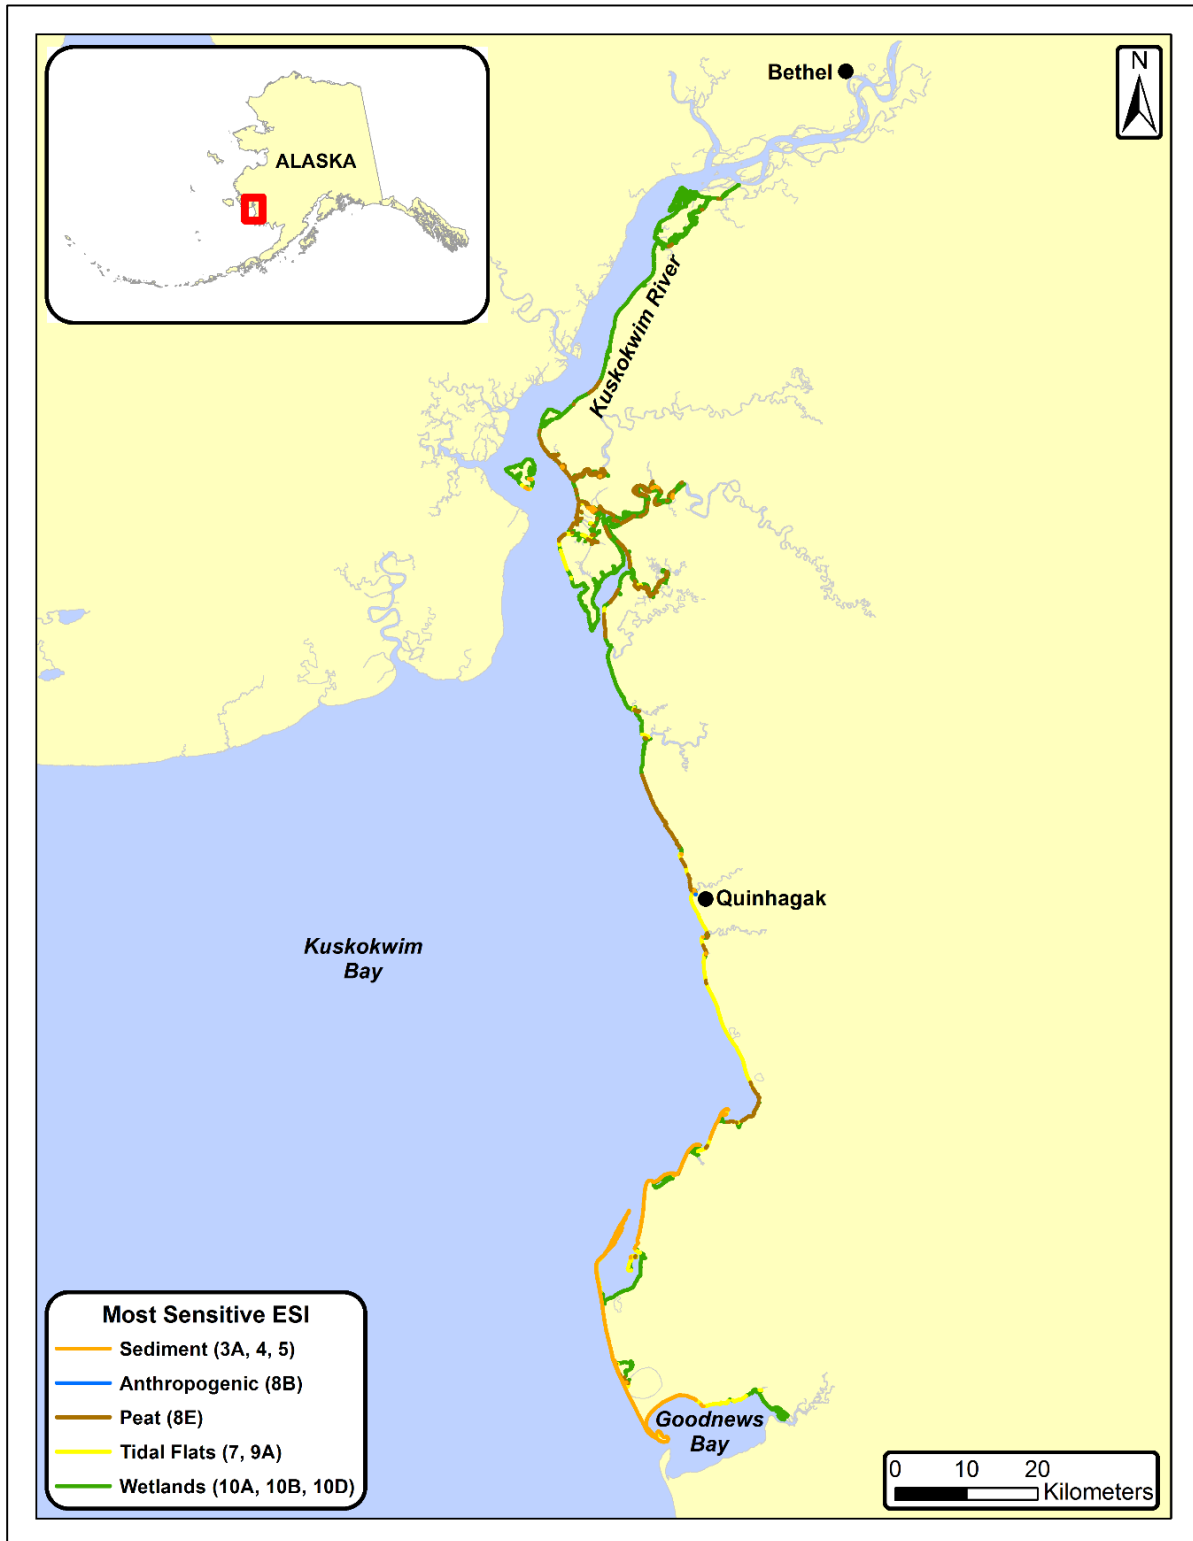 ALASKA
Bethel
N
Kuskokwim River
Quinhagak
Kuskokwim
Bay
Goodnews
Bay
Most Sensitive ESI
Sediment (3A, 4, 5)
Anthropogenic (8B)
Peat (8E)
Tidal Flats (7, 9A)
Wetlands (10A, 10B, 10D)
0 10 20
Kilometers